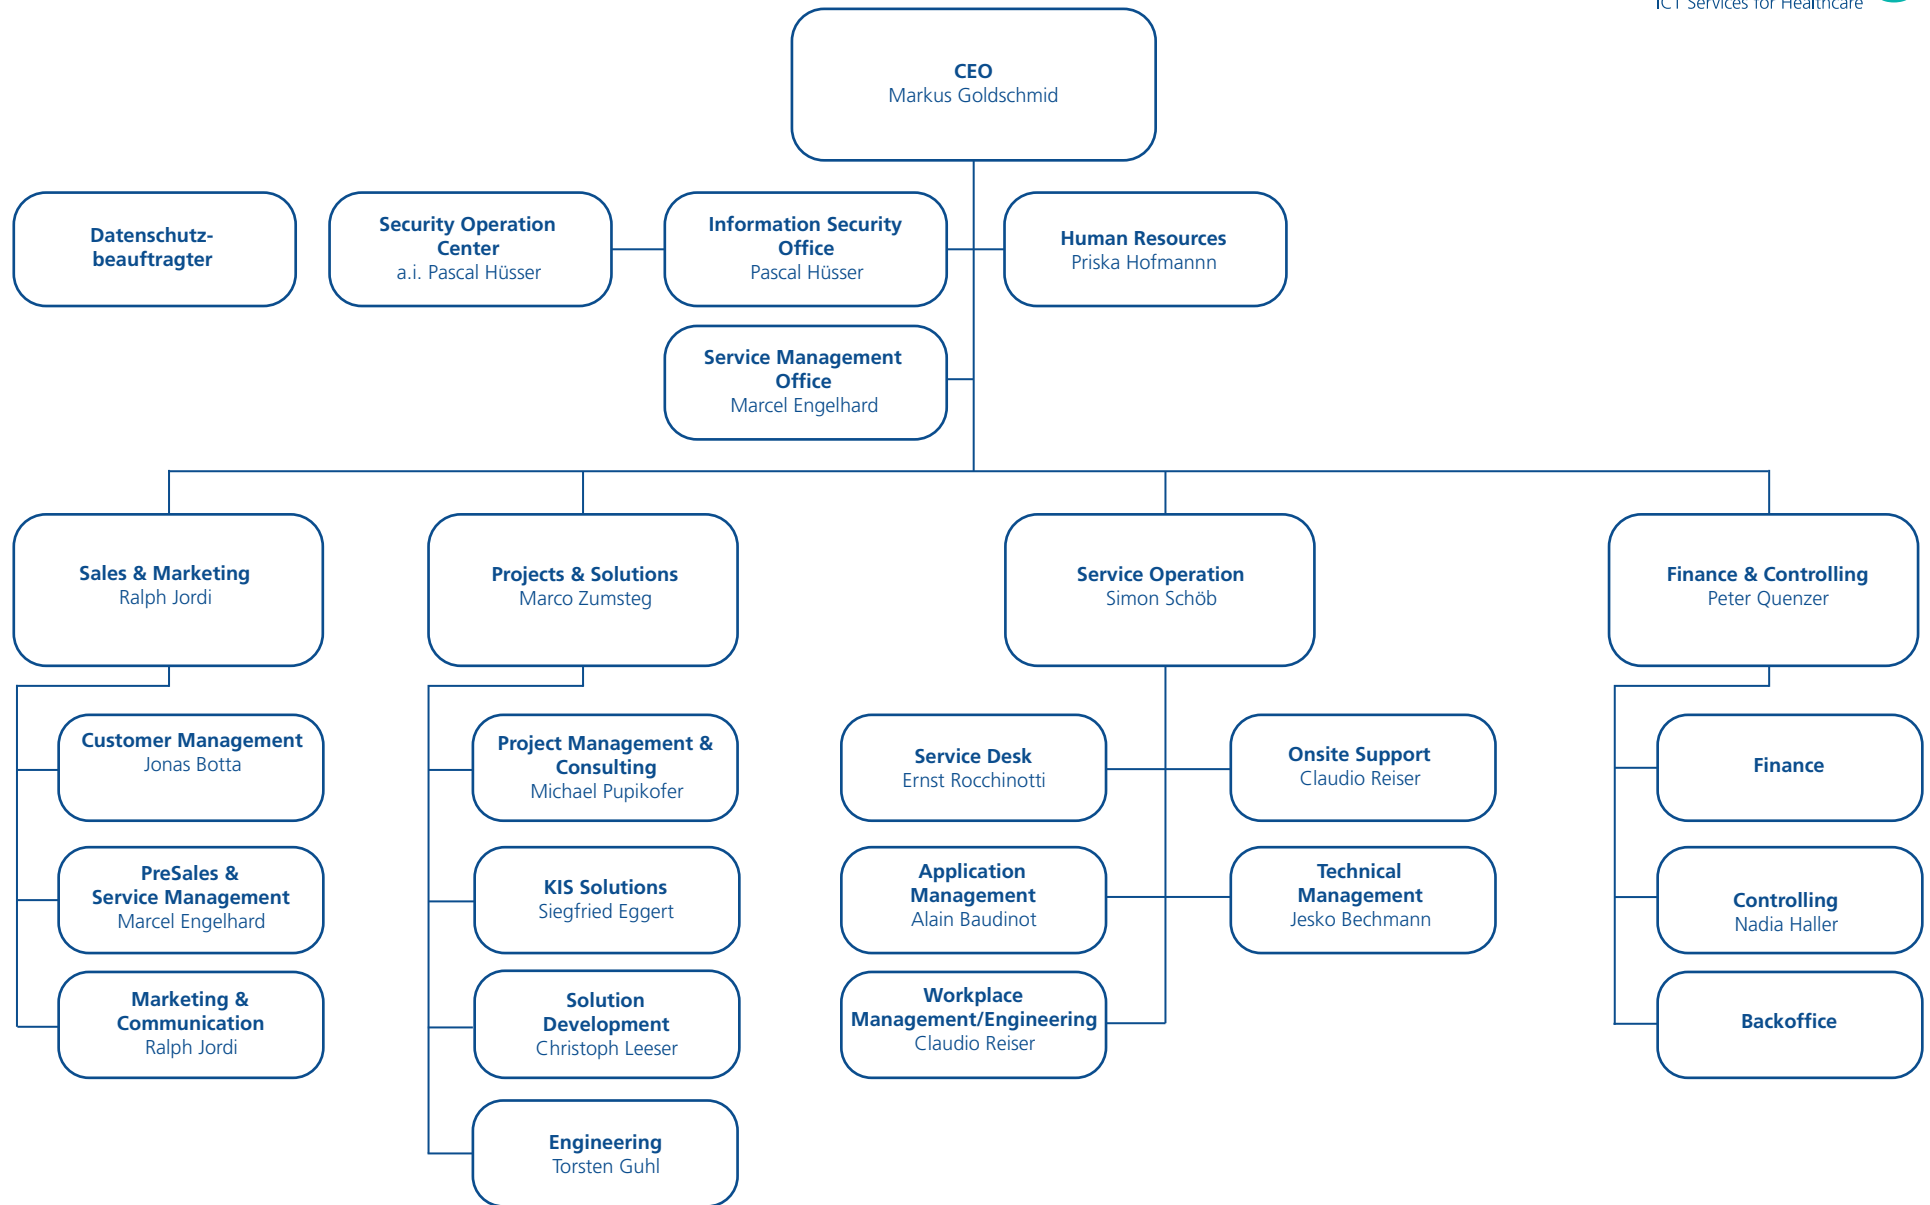 ICT Services for Healthcare
CEO
Markus Goldschmid
Datenschutz-
beauftragter
Security Operation
Center
a.i. Pascal Hüsser
Information Security
Office
Pascal Hüsser
Human Resources
Priska Hofmannn
Service Management
Office
Marcel Engelhard
Sales & Marketing
Ralph Jordi
Projects & Solutions
Marco Zumsteg
Service Operation
Simon Schöb
Finance & Controlling
Peter Quenzer
Customer Management
Jonas Botta
PreSales &
Service Management
Marcel Engelhard
Marketing &
Communication
Ralph Jordi
Project Management &
Consulting
Michael Pupikofer
KIS Solutions
Siegfried Eggert
Solution
Development
Christoph Leeser
Engineering
Torsten Guhl
Service Desk
Ernst Rocchinotti
Onsite Support
Claudio Reiser
Application
Management
Alain Baudinot
Technical
Management
Jesko Bechmann
Workplace
Management/Engineering
Claudio Reiser
Finance
Controlling
Nadia Haller
Backoffice